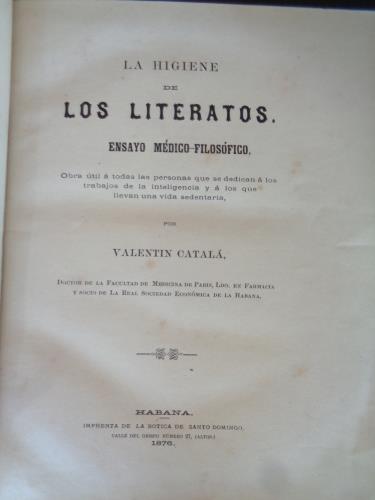 LA HIGIENE
DE
LOS LITERATOS.
ENSAYO MÉDICO-FILOSÓFICO.
Obra útil á todas las personas que se dedican á los
trabajos de la inteligencia y á los que
llevan una vida sedentaria,
POR
VALENTIN CATALÁ,
DOCTOR DE LA FACULTAD DE MEDICINA DE PARIS, LDO. EN FARMACIA
Y SOCIO DE LA REAL SOCIEDAD ECONÓMICA DE LA HABANA.
HABANA.
IMPRENTA DE LA BOTICA DE SANTO DOMINGO,
CALLE DEL OBISPO NÚMERO 27, (ALTOS.)
1876.